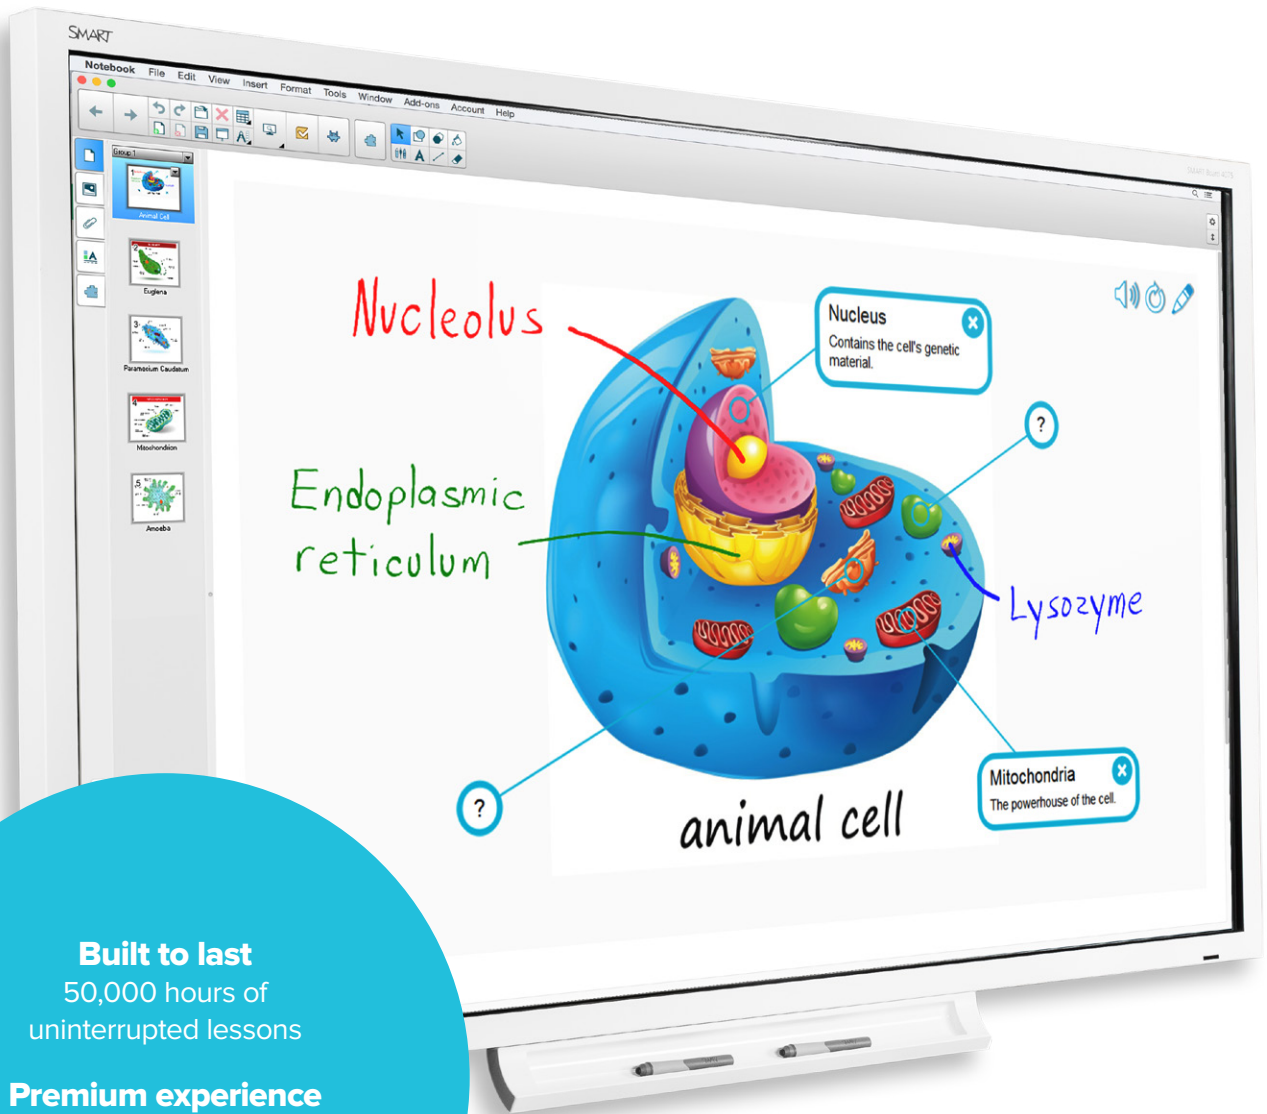 SMART
Notebook File Edit View Insert Format Tools Window Add-ons Account Help
Group 1
Animal Cell
Euglena
Paramecium Caudatum
Mitochondrion
Amoeba
Nucleolus
Nucleus
Contains the cell's genetic
material.
?
Endoplasmic
reticulum
Lysozyme
Mitochondria
The powerhouse of the cell.
?
animal cell
Built to last
50,000 hours of
uninterrupted lessons
Premium experience